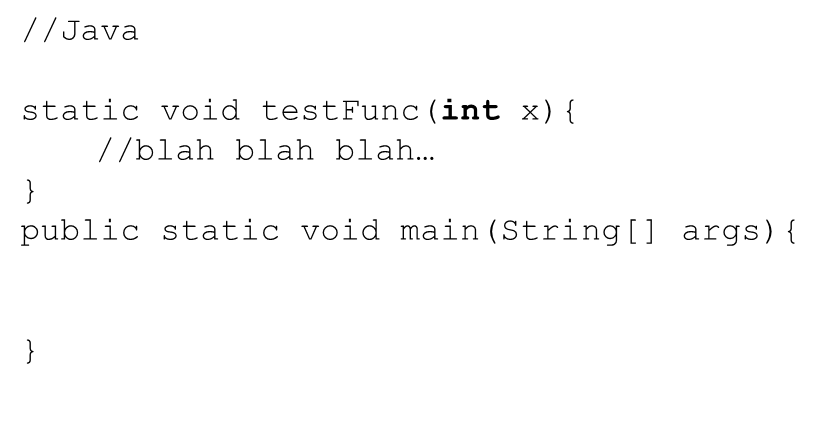 //Java
static void testFunc(int x){
//blah blah blah…
}
public static void main(String[] args){
}